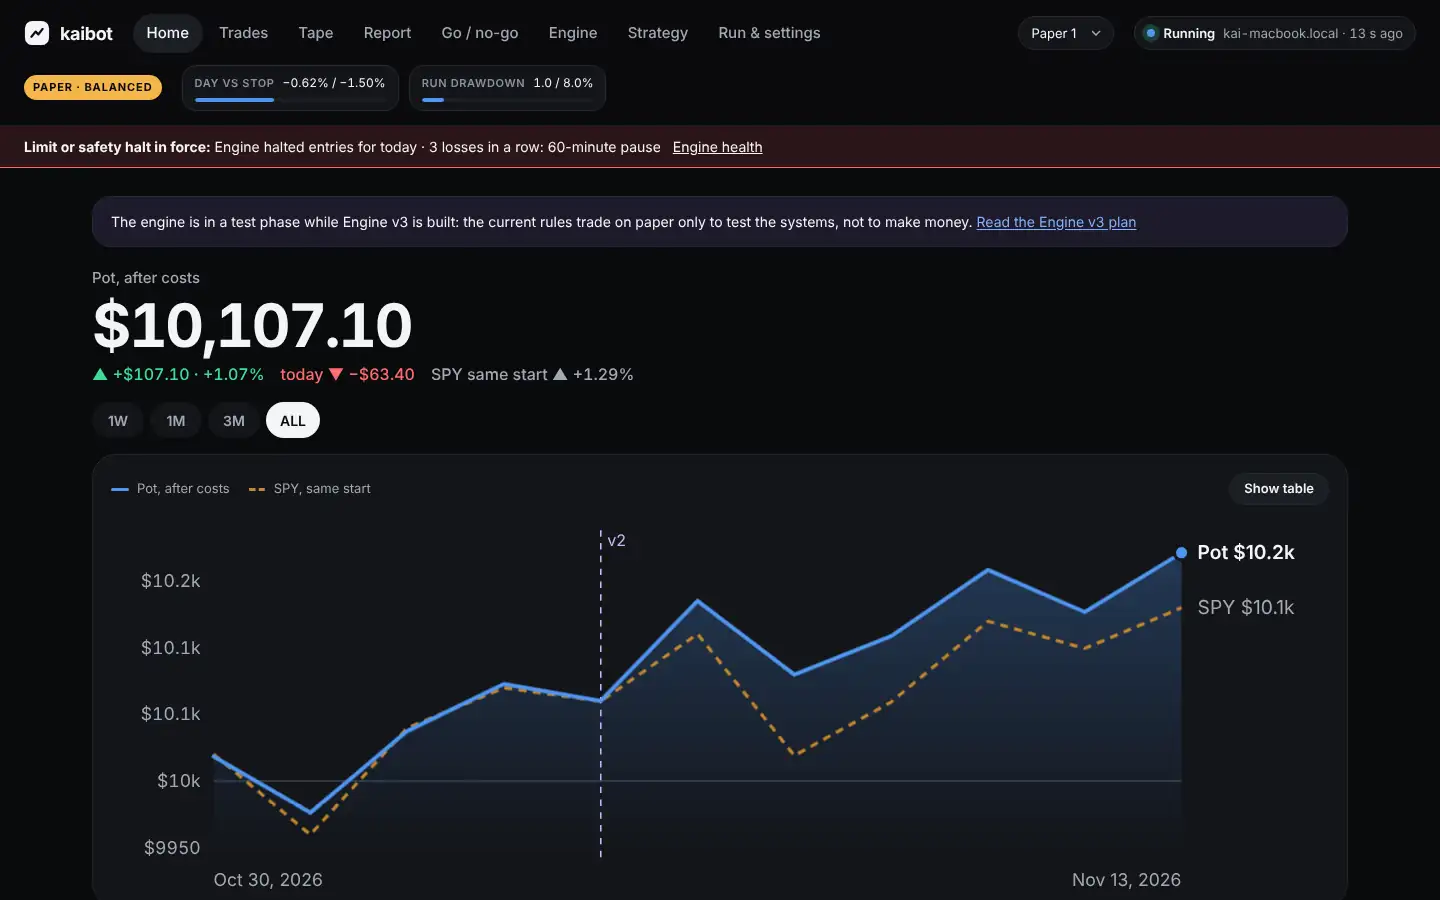 kaibot Home Trades Tape Report Go / no-go Engine Strategy Run & settings Paper 1 Running kai-macbook.local · 13 s ago
PAPER · BALANCED DAY VS STOP −0.62% / −1.50% RUN DRAWDOWN 1.0 / 8.0%
Limit or safety halt in force: Engine halted entries for today · 3 losses in a row: 60-minute pause Engine health
The engine is in a test phase while Engine v3 is built: the current rules trade on paper only to test the systems, not to make money. Read the Engine v3 plan
Pot, after costs
$10,107.10
▲ +$107.10 · +1.07% today ▼ −$63.40 SPY same start ▲ +1.29%
1W 1M 3M ALL
Pot, after costs SPY, same start Show table
v2
Pot $10.2k
$10.2k
SPY $10.1k
$10.1k
$10.1k
$10k
$9950
Oct 30, 2026 Nov 13, 2026